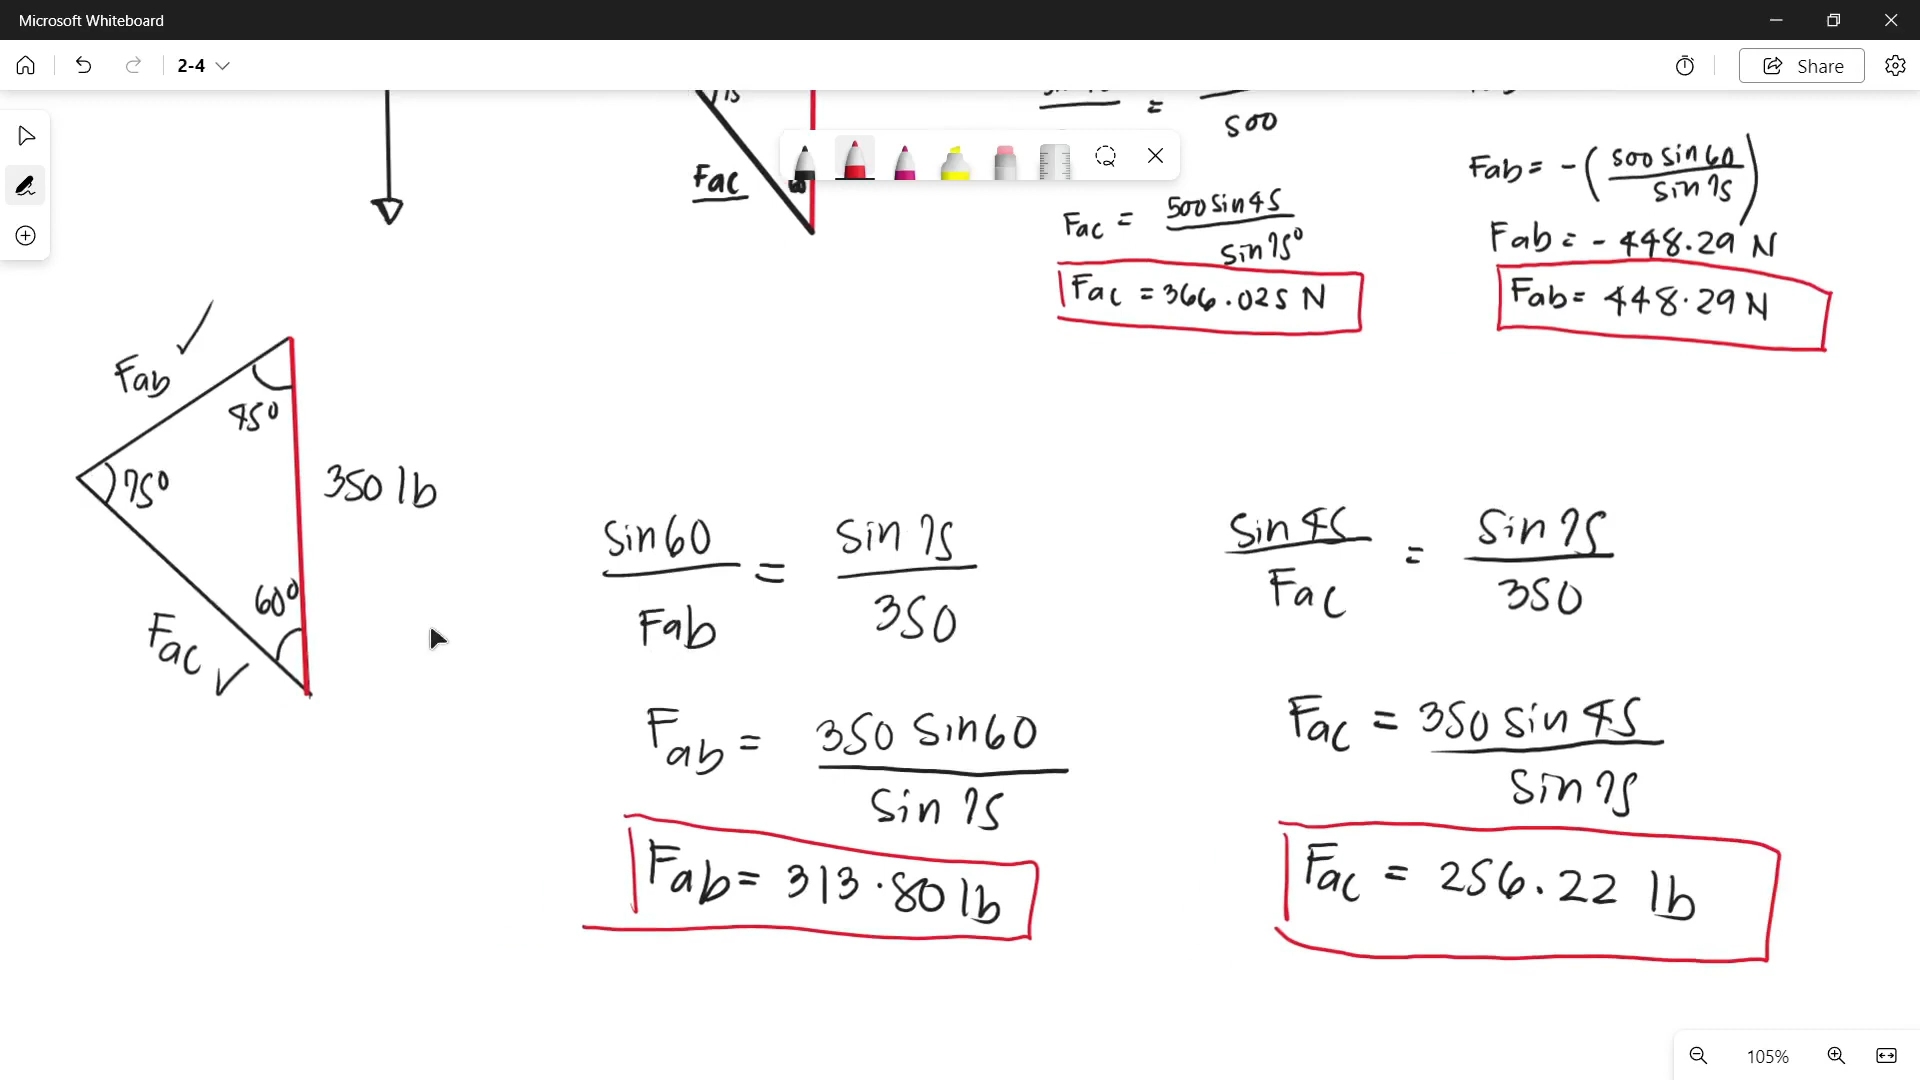 Microsoft Whiteboard
2-4
Share
75
=
500
Fac
Fac = 500 sin 45 / sin 75°
Fac = 366.025 N
Fab = - (500 sin 60 / sin 75)
Fab = - 448.29 N
Fab = 448.29 N
Fab
45°
75°
350 lb
60°
Fac
sin 60 / Fab = sin 75 / 350
Fab = 350 sin 60 / sin 75
Fab = 313.80 lb
sin 45 / Fac = sin 75 / 350
Fac = 350 sin 45 / sin 75
Fac = 256.22 lb
105%